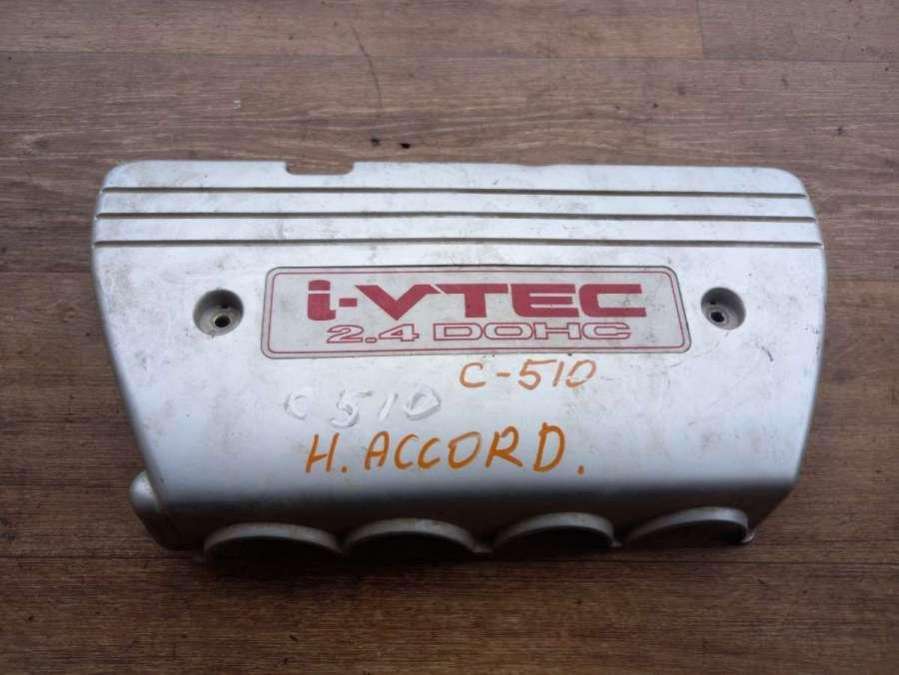 i-VTEC
2.4 DOHC
C-510
C 510
H. ACCORD.